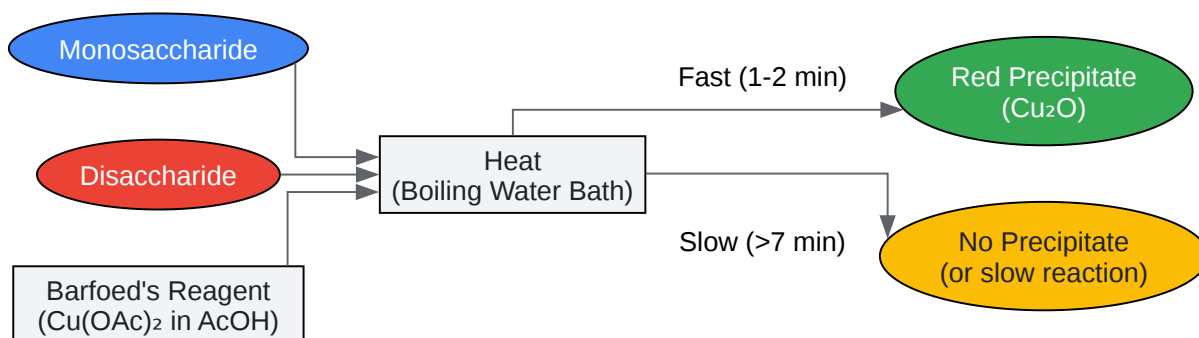 Monosaccharide
Disaccharide
Barfoed's Reagent
(Cu(OAc)₂ in AcOH)
Heat
(Boiling Water Bath)
Fast (1-2 min)
Slow (>7 min)
Red Precipitate
(Cu₂O)
No Precipitate
(or slow reaction)